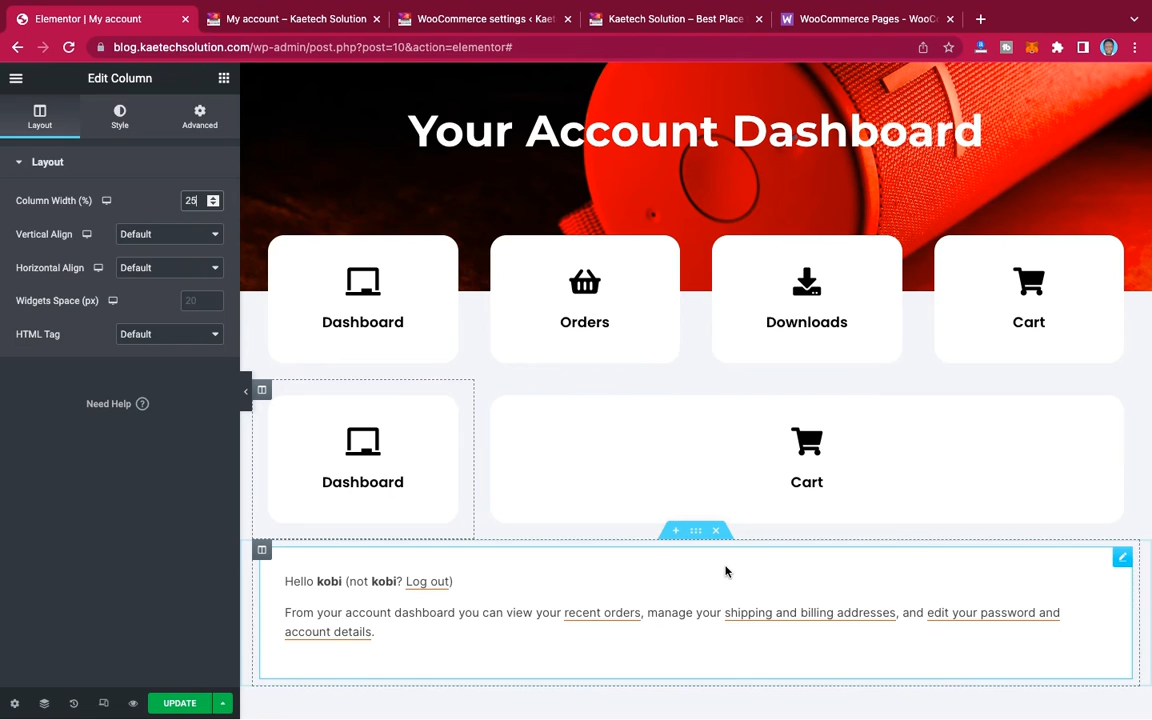 Elementor | My account
My account – Kaetech Solution
WooCommerce settings ‹ Kae
Kaetech Solution – Best Place
WooCommerce Pages - WooC
blog.kaetechsolution.com/wp-admin/post.php?post=10&action=elementor#
Edit Column
Layout
Style
Advanced
Layout
Column Width (%)
25
Vertical Align
Default
Horizontal Align
Default
Widgets Space (px)
20
HTML Tag
Default
Need Help ?
UPDATE
Your Account Dashboard
Dashboard
Orders
Downloads
Cart
Dashboard
Cart
Hello kobi (not kobi? Log out)
From your account dashboard you can view your recent orders, manage your shipping and billing addresses, and edit your password and
account details.